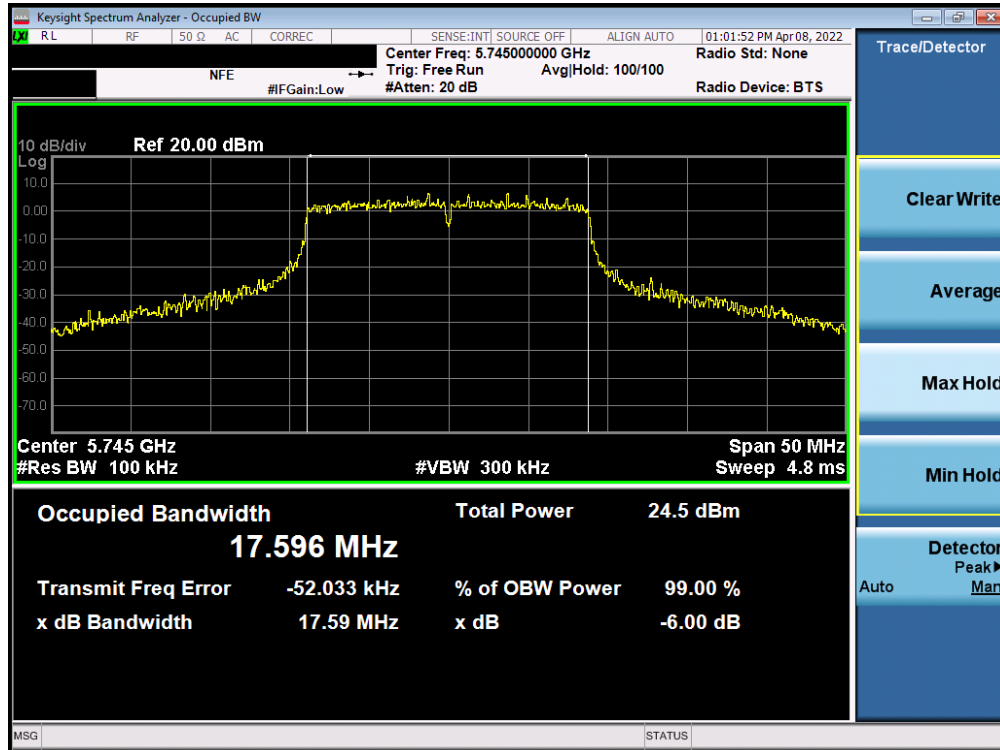 Keysight Spectrum Analyzer - Occupied BW
LXI RL RF 50 Ω AC CORREC SENSE:INT SOURCE OFF ALIGN AUTO 01:01:52 PM Apr 08, 2022
Center Freq: 5.745000000 GHz Radio Std: None
NFE Trig: Free Run Avg|Hold: 100/100
#IFGain:Low #Atten: 20 dB Radio Device: BTS
Trace/Detector
10 dB/div Ref 20.00 dBm
Log
10.0
0.00
-10.0
-20.0
-30.0
-40.0
-50.0
-60.0
-70.0
Center 5.745 GHz Span 50 MHz
#Res BW 100 kHz #VBW 300 kHz Sweep 4.8 ms
Clear Write
Average
Max Hold
Min Hold
Detector
Peak▶
Auto Man
Occupied Bandwidth Total Power 24.5 dBm
17.596 MHz
Transmit Freq Error -52.033 kHz % of OBW Power 99.00 %
x dB Bandwidth 17.59 MHz x dB -6.00 dB
MSG STATUS